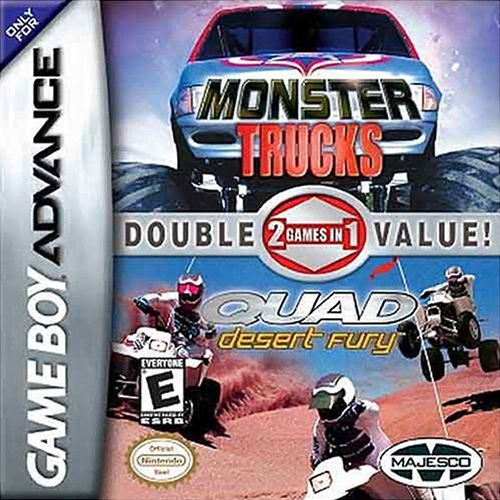 ONLY
FOR
GAME BOY ADVANCE
MONSTER
TRUCKS
DOUBLE 2 GAMES IN 1 VALUE!
QUAD
desert FURY
EVERYONE
E
ESRB
Official
Nintendo
Seal
MAJESCO